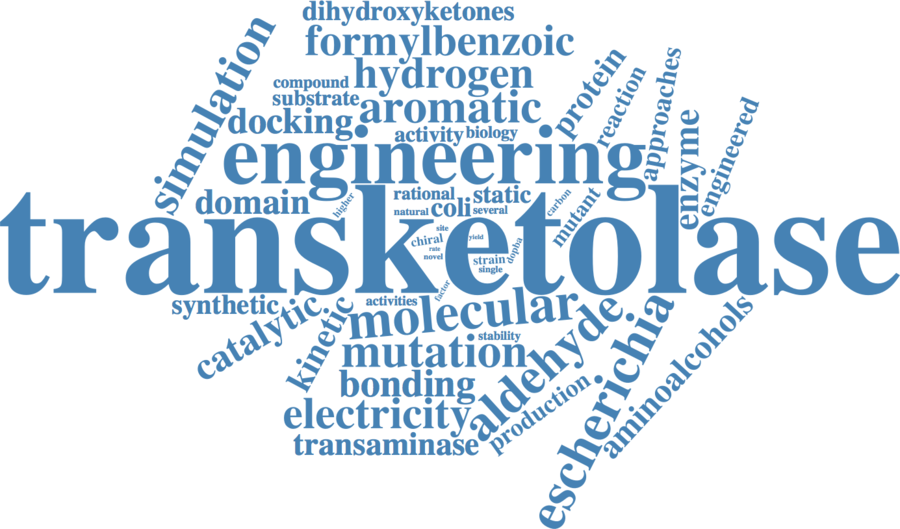 dihydroxyketones
formylbenzoic
simulation
hydrogen
compound
substrate
aromatic
docking
activity
biology
protein
reaction
approaches
engineering
enzyme
engineered
domain
higher
rational
static
natural
coli
several
carbon
mutant
transketolase
site
chiral
yield
rate
novel
dopha
strain
single
factor
activities
synthetic
catalytic
kinetic
molecular
stability
mutation
aldehyde
escherichia
aminoalcohols
bonding
electricity
production
transaminase